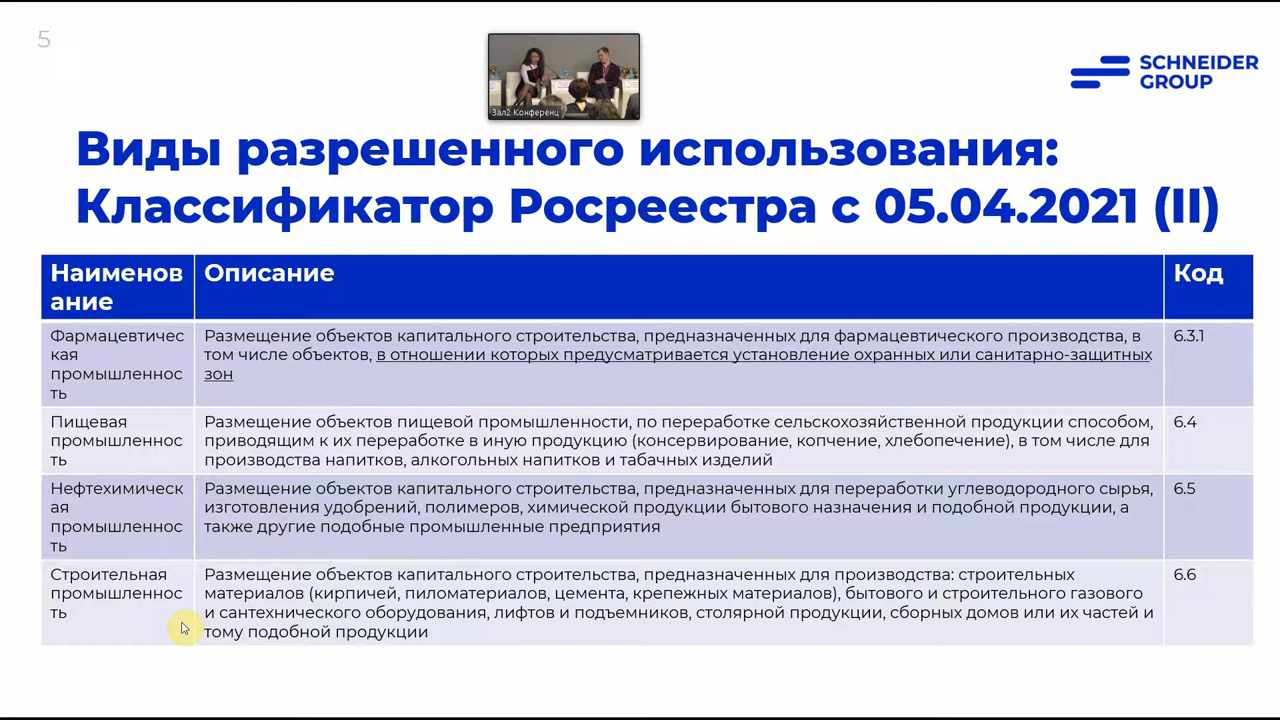 5
SCHNEIDER
GROUP
Зал2 Конференц
Виды разрешенного использования:
Классификатор Росреестра с 05.04.2021 (II)
Наименов
ание
Описание
Код
Фармацевтичес
кая
промышленнос
ть
Размещение объектов капитального строительства, предназначенных для фармацевтического производства, в
том числе объектов, в отношении которых предусматривается установление охранных или санитарно-защитных
зон
6.3.1
Пищевая
промышленнос
ть
Размещение объектов пищевой промышленности, по переработке сельскохозяйственной продукции способом,
приводящим к их переработке в иную продукцию (консервирование, копчение, хлебопечение), в том числе для
производства напитков, алкогольных напитков и табачных изделий
6.4
Нефтехимическ
ая
промышленнос
ть
Размещение объектов капитального строительства, предназначенных для переработки углеводородного сырья,
изготовления удобрений, полимеров, химической продукции бытового назначения и подобной продукции, а
также другие подобные промышленные предприятия
6.5
Строительная
промышленнос
ть
Размещение объектов капитального строительства, предназначенных для производства: строительных
материалов (кирпичей, пиломатериалов, цемента, крепежных материалов), бытового и строительного газового
и сантехнического оборудования, лифтов и подъемников, столярной продукции, сборных домов или их частей и
тому подобной продукции
6.6